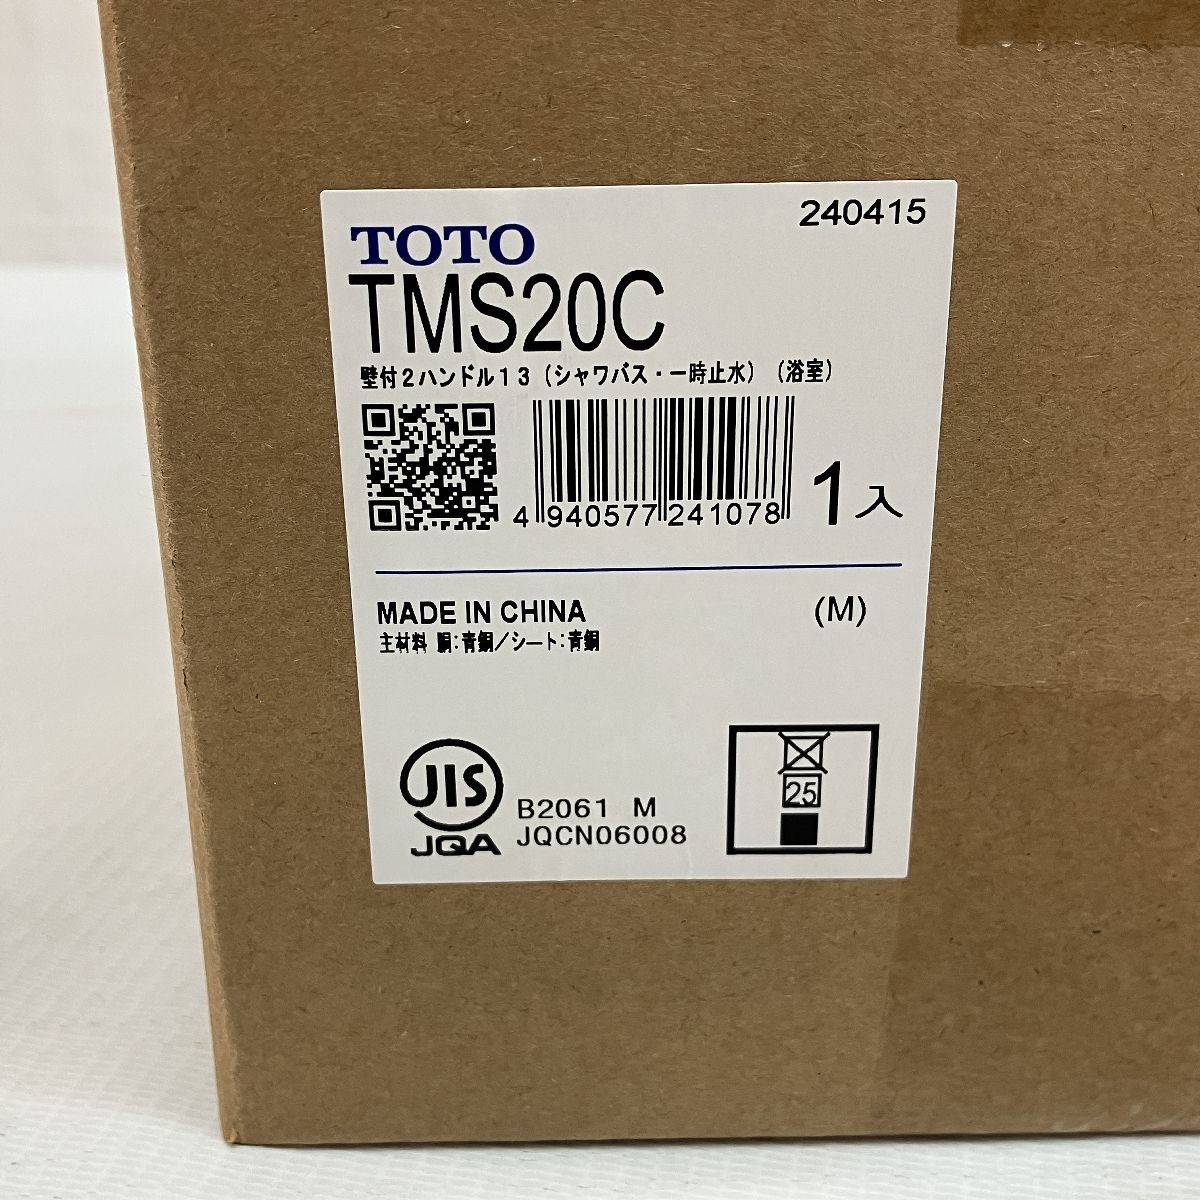 240415
TOTO
TMS20C
壁付2ハンドル13(シャワバス・一時止水)(浴室)
4 940577 241078
1入
MADE IN CHINA
(M)
主材料 胴:青銅/シート:青銅
JIS
JQA
B2061 M
JQCN06008
25